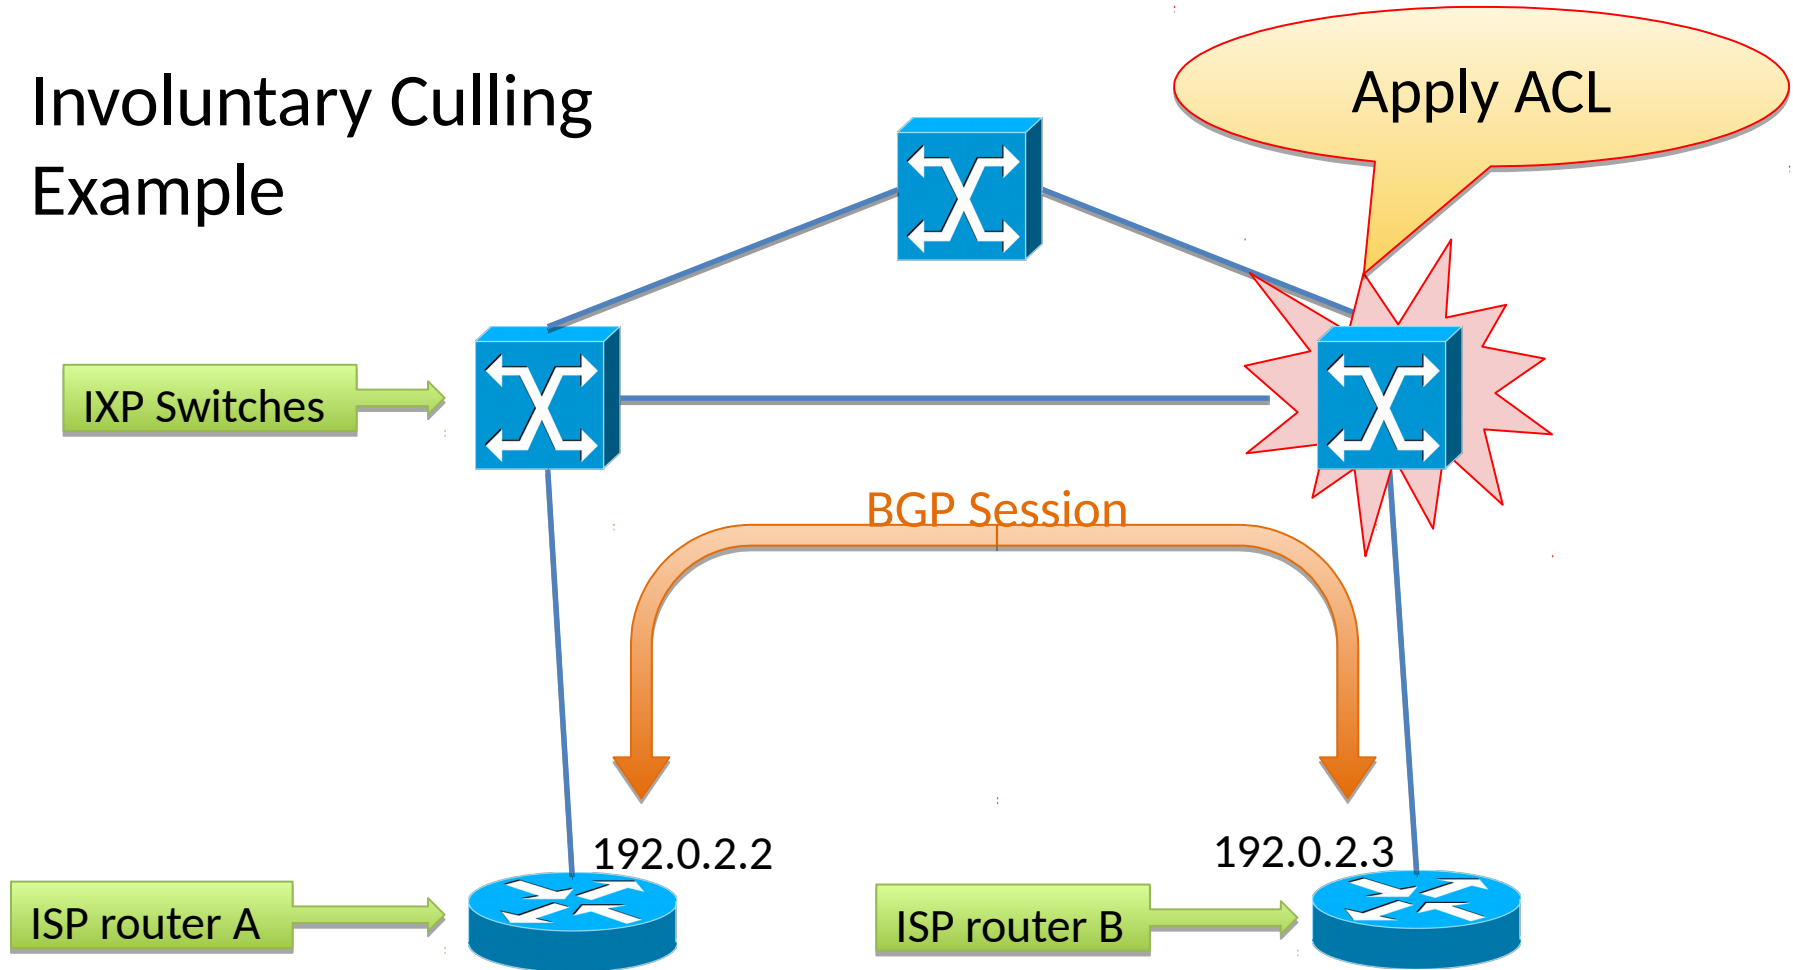 Involuntary Culling
Example
Apply ACL
IXP Switches
BGP Session
192.0.2.2
192.0.2.3
ISP router A
ISP router B